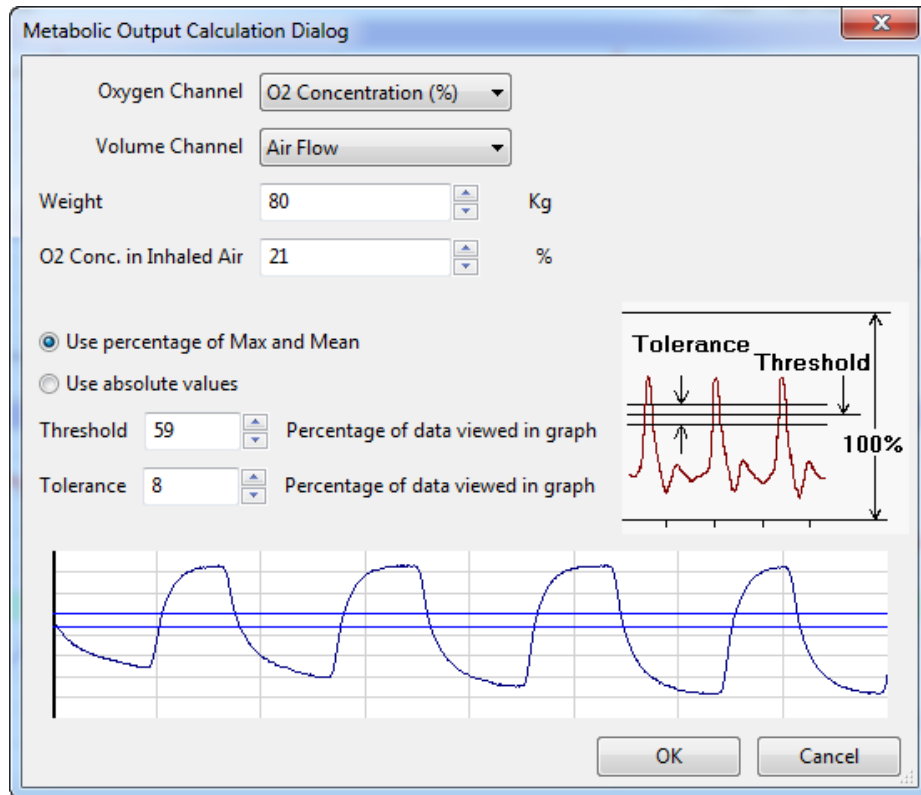 Metabolic Output Calculation Dialog
Oxygen Channel O2 Concentration (%)
Volume Channel Air Flow
Weight 80 Kg
O2 Conc. in Inhaled Air 21 %
Use percentage of Max and Mean
Use absolute values
Threshold 59 Percentage of data viewed in graph
Tolerance 8 Percentage of data viewed in graph
Tolerance
Threshold
100%
OK Cancel